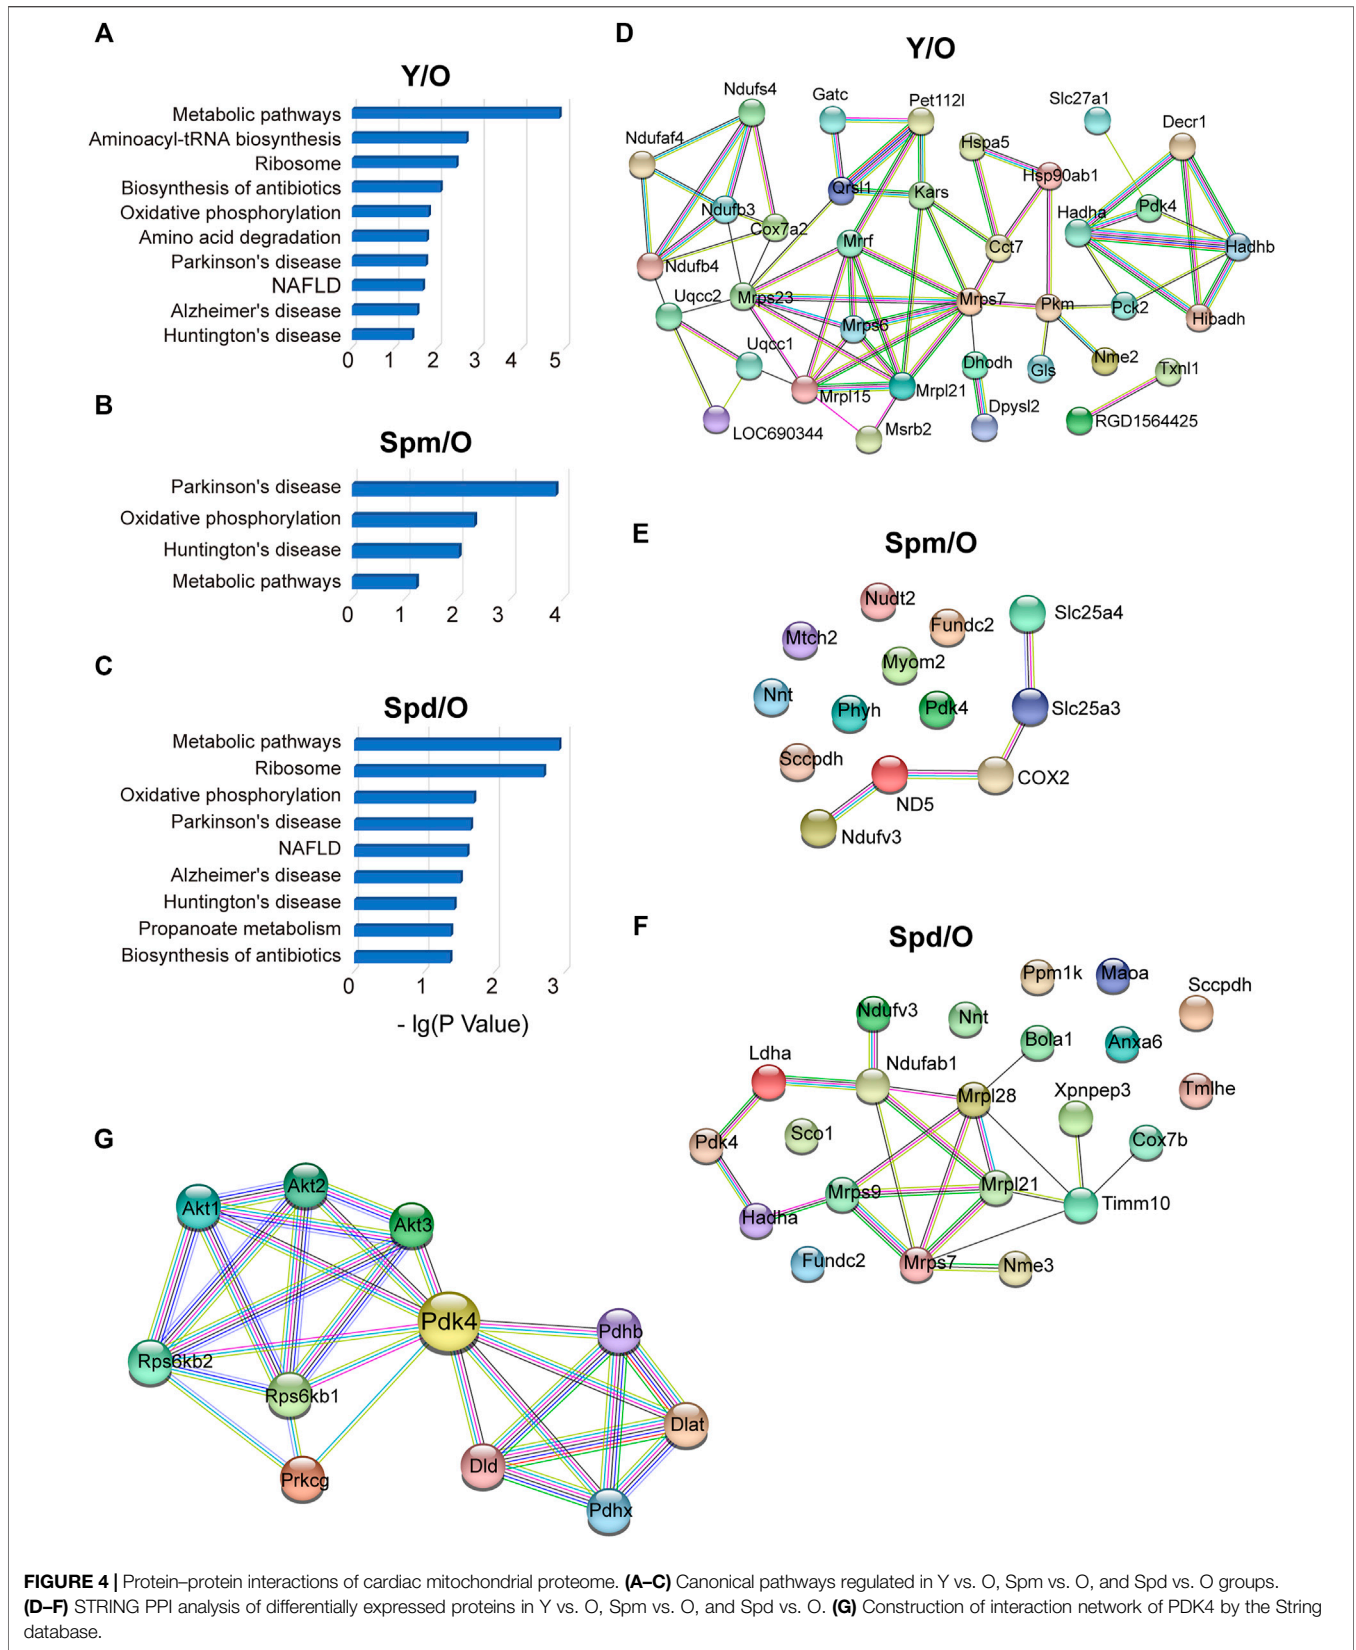 A
Y/O
Metabolic pathways
Aminoacyl-tRNA biosynthesis
Ribosome
Biosynthesis of antibiotics
Oxidative phosphorylation
Amino acid degradation
Parkinson's disease
NAFLD
Alzheimer's disease
Huntington's disease
0 1 2 3 4 5
B
Spm/O
Parkinson's disease
Oxidative phosphorylation
Huntington's disease
Metabolic pathways
0 1 2 3 4
C
Spd/O
Metabolic pathways
Ribosome
Oxidative phosphorylation
Parkinson's disease
NAFLD
Alzheimer's disease
Huntington's disease
Propanoate metabolism
Biosynthesis of antibiotics
0 1 2 3
- lg(P Value)
D
Y/O
Ndufs4
Gatc
Pet112l
Slc27a1
Decr1
Ndufaf4
Hspa5
Hsp90ab1
Qrsl1
Kars
Ndufb3
Cox7a2
Hadha
Pdk4
Hadhb
Mrrf
Cct7
Ndufb4
Uqcc2
Mrps23
Mrps7
Pkm
Pck2
Hibadh
Mrps6
Uqcc1
Dhodh
Gls
Nme2
Txnl1
Mrpl15
Mrpl21
Dpysl2
RGD1564425
LOC690344
Msrb2
E
Spm/O
Nudt2
Fundc2
Slc25a4
Mtch2
Myom2
Nnt
Phyh
Pdk4
Slc25a3
Sccpdh
ND5
COX2
Ndufv3
F
Spd/O
Ppm1k
Maoa
Sccpdh
Ndufv3
Nnt
Bola1
Anxa6
Ldha
Ndufab1
Mrpl28
Xpnpep3
Tmlhe
Pdk4
Sco1
Cox7b
Mrps9
Mrpl21
Timm10
Hadha
Fundc2
Mrps7
Nme3
G
Akt2
Akt1
Akt3
Pdk4
Pdhb
Rps6kb2
Rps6kb1
Dlat
Dld
Prkcg
Pdhx
FIGURE 4 | Protein–protein interactions of cardiac mitochondrial proteome. (A–C) Canonical pathways regulated in Y vs. O, Spm vs. O, and Spd vs. O groups.
(D–F) STRING PPI analysis of differentially expressed proteins in Y vs. O, Spm vs. O, and Spd vs. O. (G) Construction of interaction network of PDK4 by the String
database.